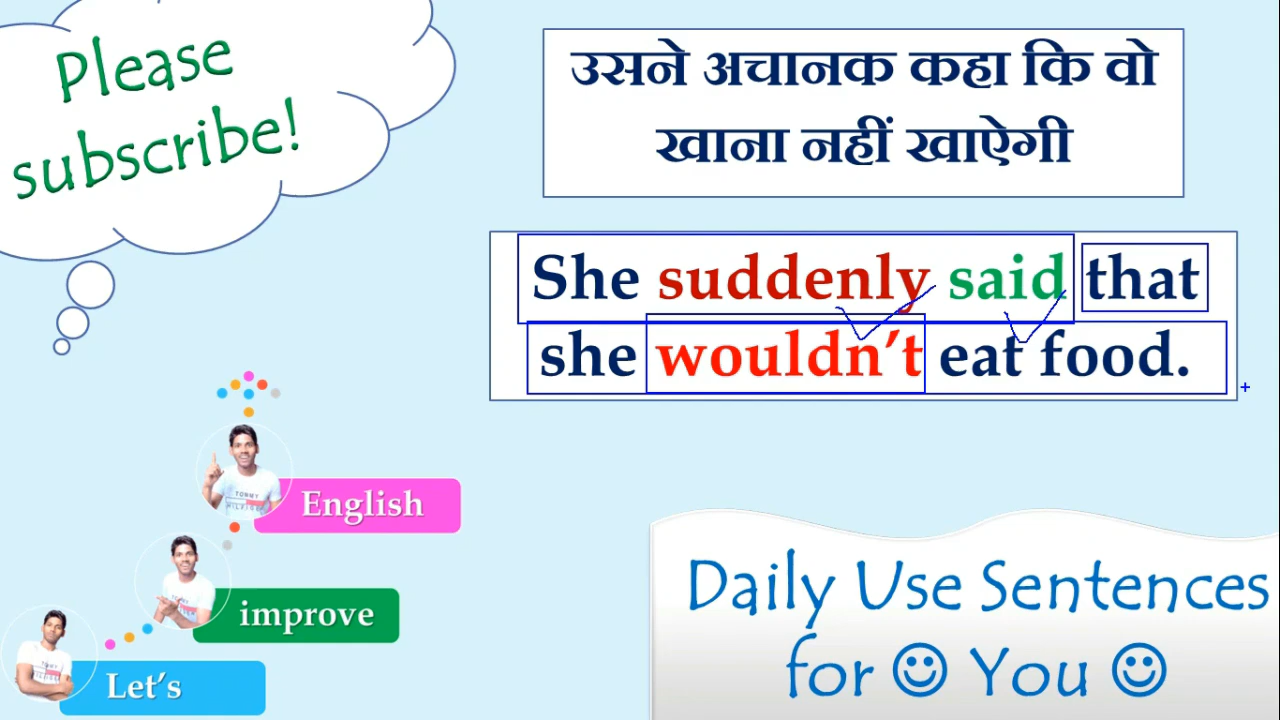 Please
subscribe!
उसने अचानक कहा कि वो
खाना नहीं खाऐगी
She suddenly said that
she wouldn't eat food.
English
improve
Let's
Daily Use Sentences
for ☺ You ☺